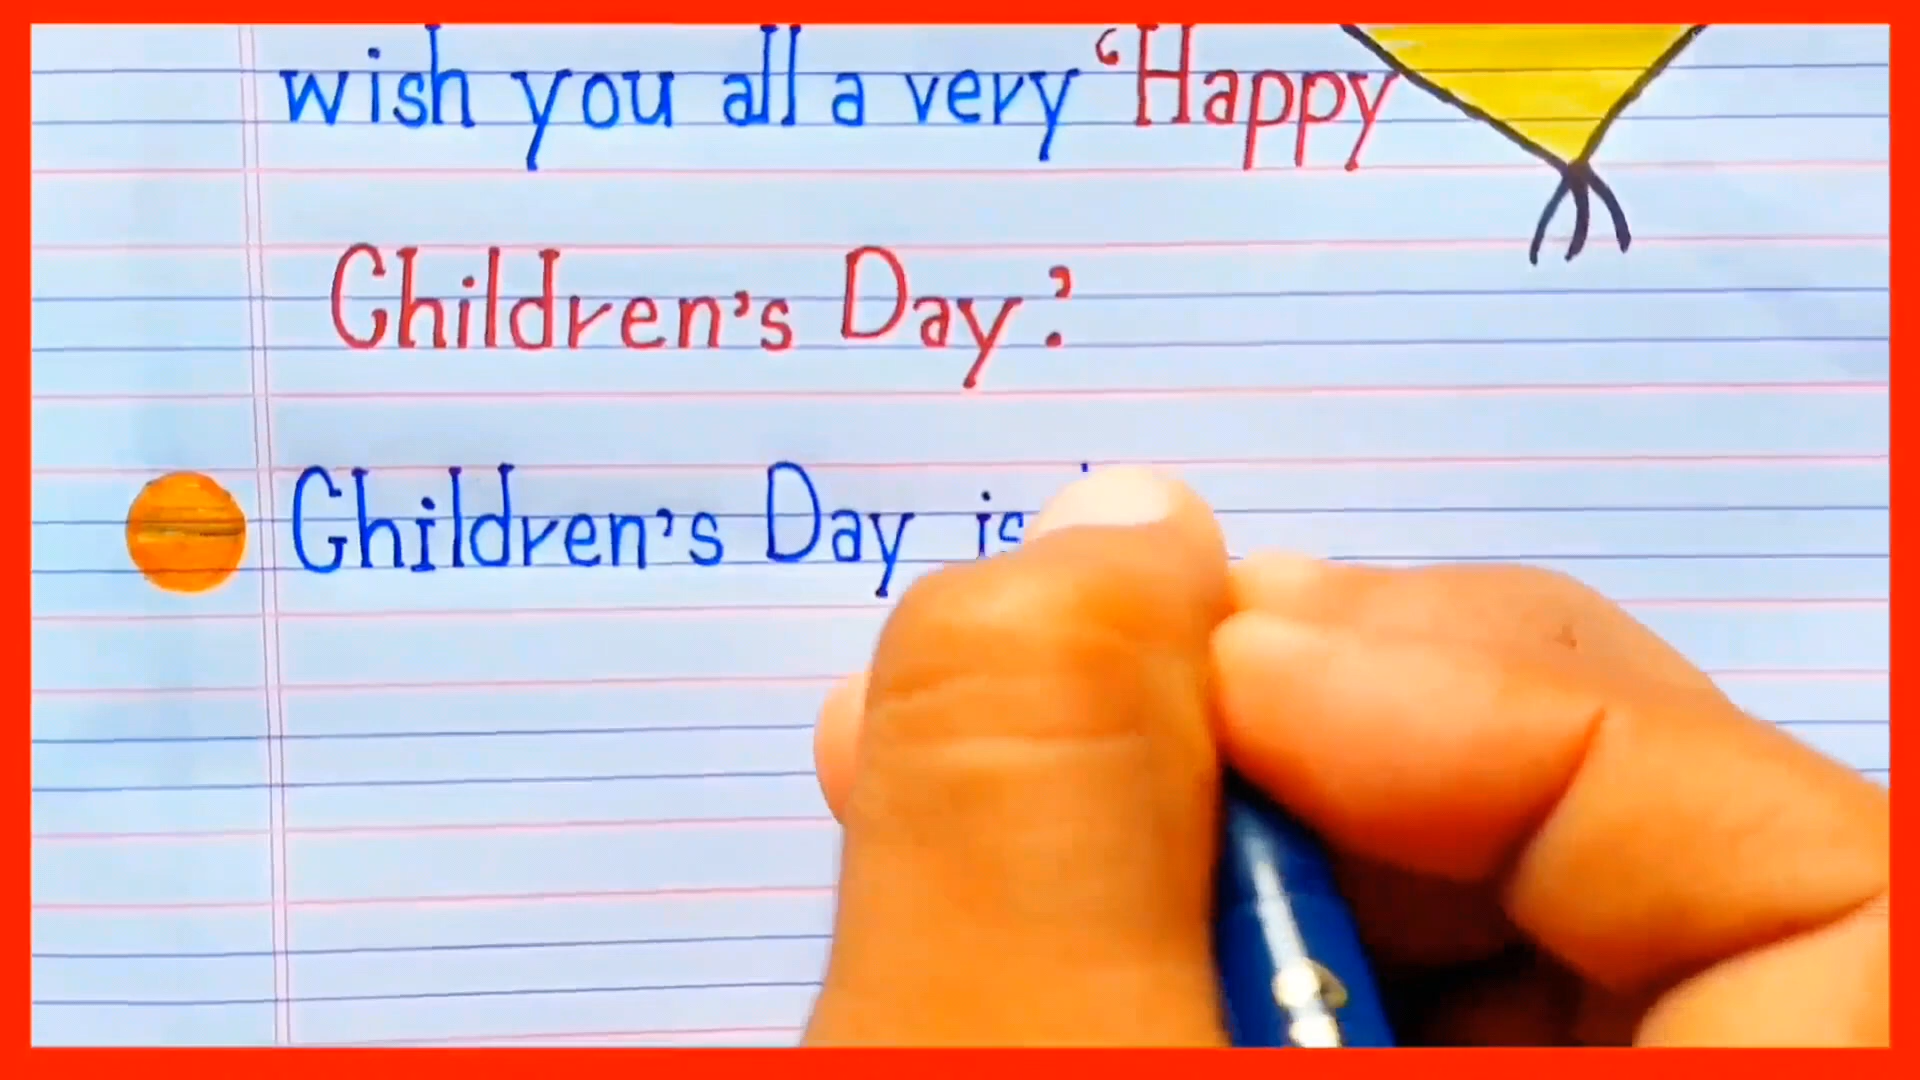 wish you all a very ‘Happy
Children's Day.’
Children's Day is